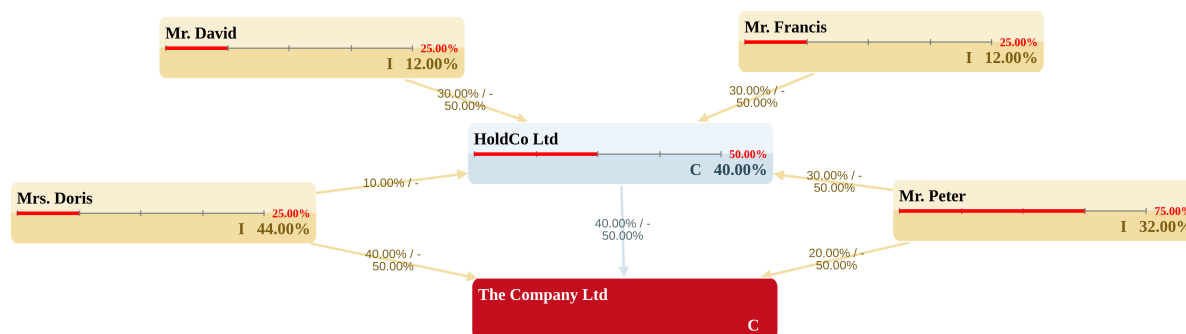 Mr. David
25.00%
I 12.00%
Mr. Francis
25.00%
I 12.00%
30.00% / -
50.00%
30.00% / -
50.00%
HoldCo Ltd
50.00%
C 40.00%
Mrs. Doris
25.00%
I 44.00%
10.00% / -
30.00% / -
50.00%
Mr. Peter
75.00%
I 32.00%
40.00% / -
50.00%
40.00% / -
50.00%
20.00% / -
50.00%
The Company Ltd
C